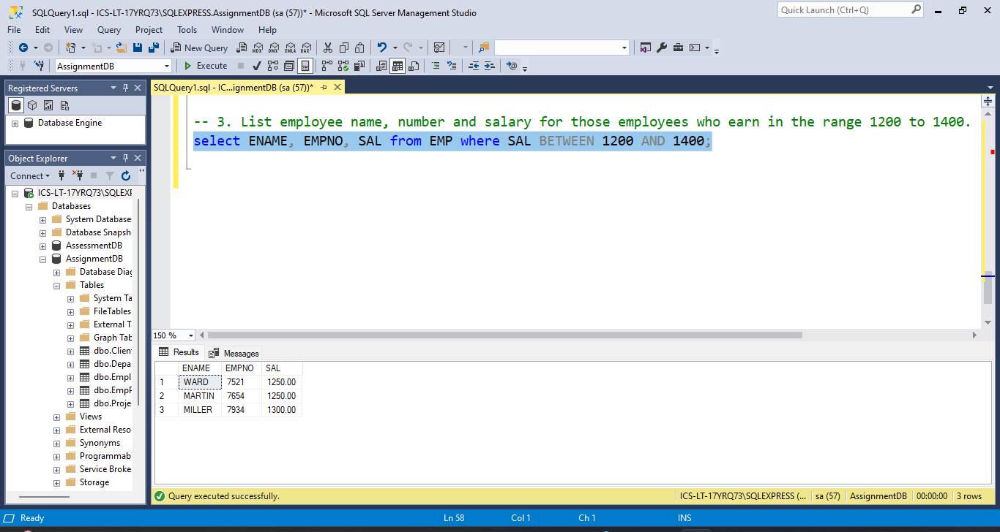 SQLQuery1.sql - ICS-LT-17YRQ73\SQLEXPRESS.AssignmentDB (sa (57))* - Microsoft SQL Server Management Studio
Quick Launch (Ctrl+Q)
File Edit View Query Project Tools Window Help
New Query MDX DMX XMLA DAX
AssignmentDB Execute
Registered Servers
Database Engine
Object Explorer
Connect
ICS-LT-17YRQ73\SQLEXF
Databases
System Database
Database Snapsh
AssessmentDB
AssignmentDB
Database Diag
Tables
System Ta
FileTables
External T
Graph Tab
dbo.Clien
dbo.Depa
dbo.Empl
dbo.EmpF
dbo.Proje
Views
External Reso
Synonyms
Programmab
Service Broke
Storage
SQLQuery1.sql - IC...ignmentDB (sa (57))*
-- 3. List employee name, number and salary for those employees who earn in the range 1200 to 1400.
select ENAME, EMPNO, SAL from EMP where SAL BETWEEN 1200 AND 1400;
150 %
Results Messages
ENAME EMPNO SAL
1 WARD 7521 1250.00
2 MARTIN 7654 1250.00
3 MILLER 7934 1300.00
Query executed successfully. ICS-LT-17YRQ73\SQLEXPRESS (... sa (57) AssignmentDB 00:00:00 3 rows
Ready Ln 58 Col 1 Ch 1 INS